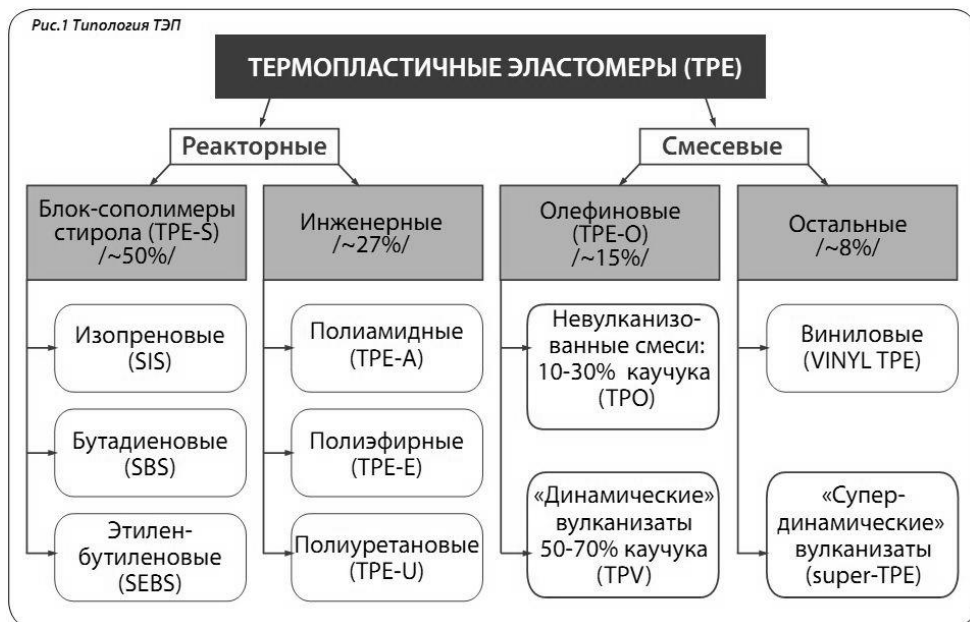 Рис.1 Типология ТЭП
ТЕРМОПЛАСТИЧНЫЕ ЭЛАСТОМЕРЫ (TPE)
Реакторные
Смесевые
Блок-сополимеры
стирола (TPE-S)
/~50%/
Инженерные
/~27%/
Олефиновые
(TPE-O)
/~15%/
Остальные
/~8%/
Изопреновые
(SIS)
Полиамидные
(TPE-A)
Невулканизо-
ванные смеси:
10-30% каучука
(TPO)
Виниловые
(VINYL TPE)
Бутадиеновые
(SBS)
Полиэфирные
(TPE-E)
«Динамические»
вулканизаты
50-70% каучука
(TPV)
«Супер-
динамические»
вулканизаты
(super-TPE)
Этилен-
бутиленовые
(SEBS)
Полиуретановые
(TPE-U)